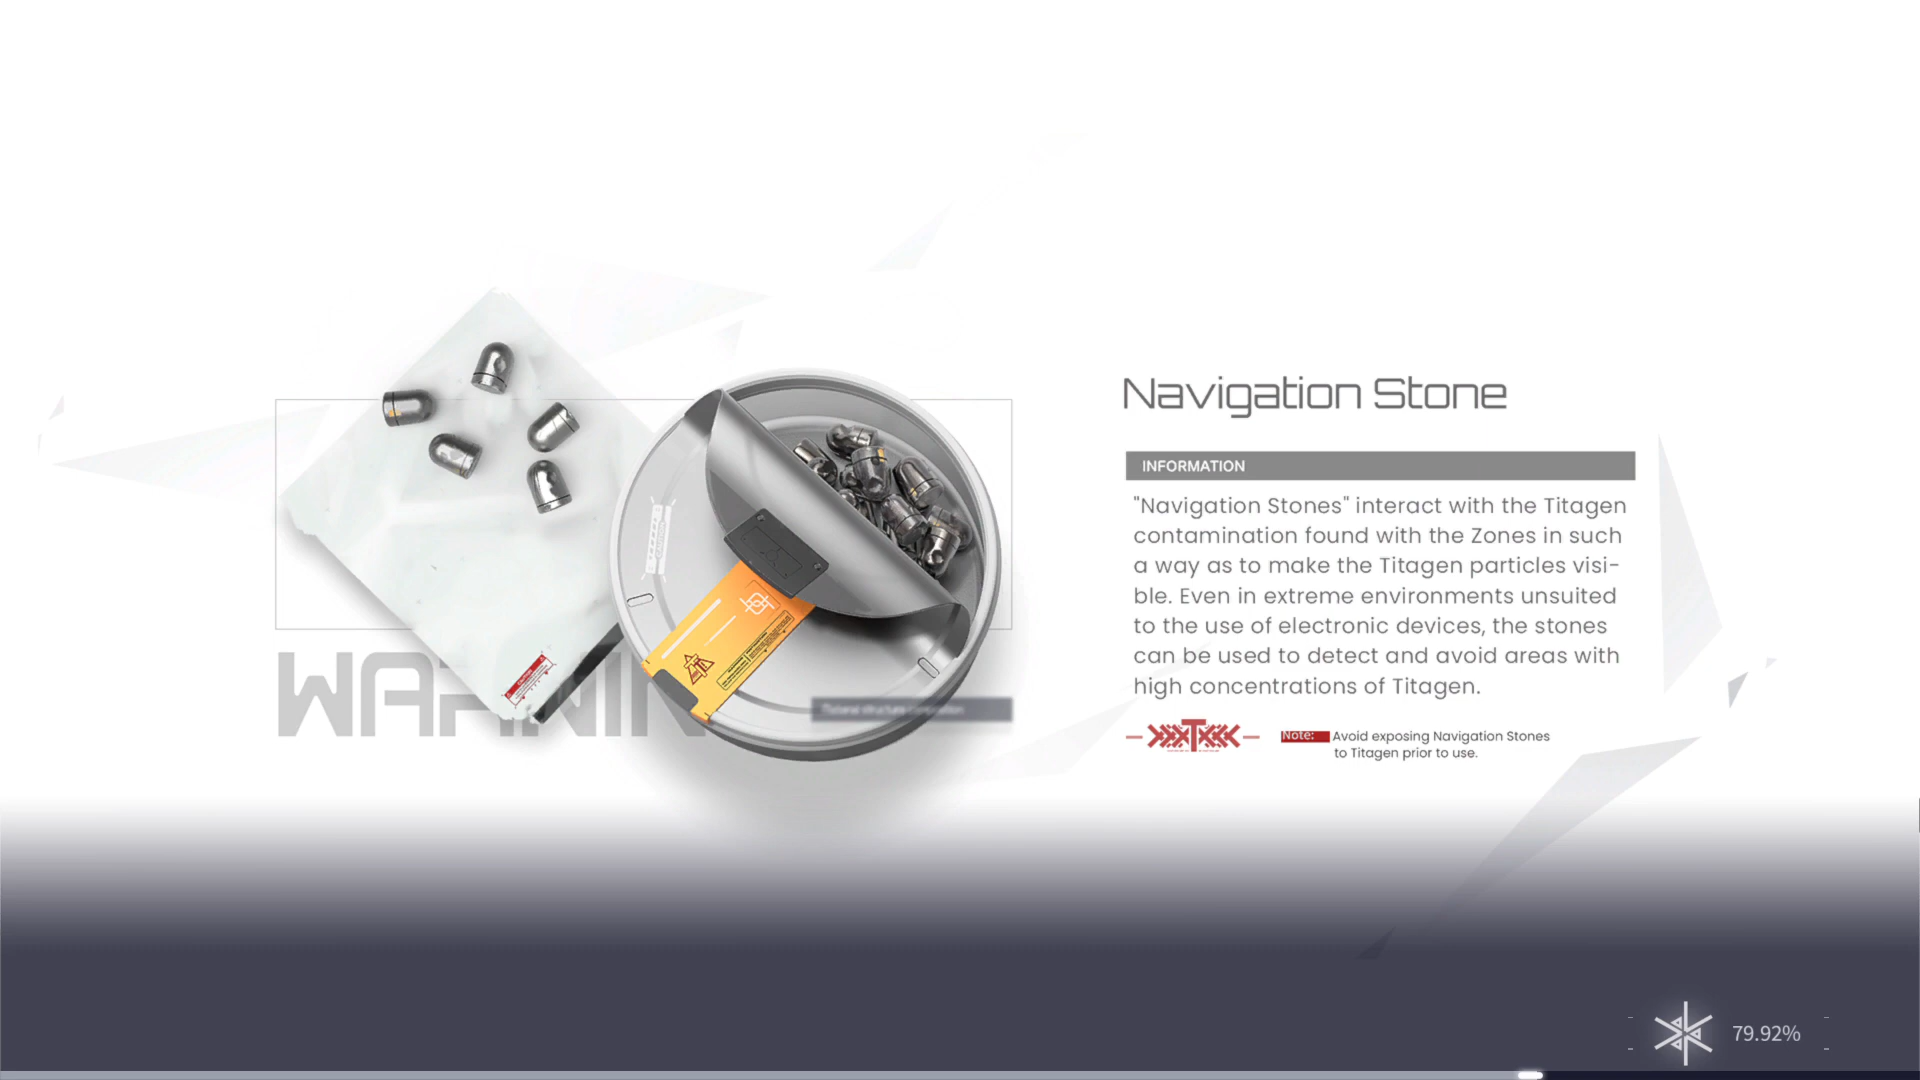 Navigation Stone
INFORMATION
"Navigation Stones" interact with the Titagen
contamination found with the Zones in such
a way as to make the Titagen particles visi-
ble. Even in extreme environments unsuited
to the use of electronic devices, the stones
can be used to detect and avoid areas with
high concentrations of Titagen.
Note: Avoid exposing Navigation Stones
to Titagen prior to use.
79.92%